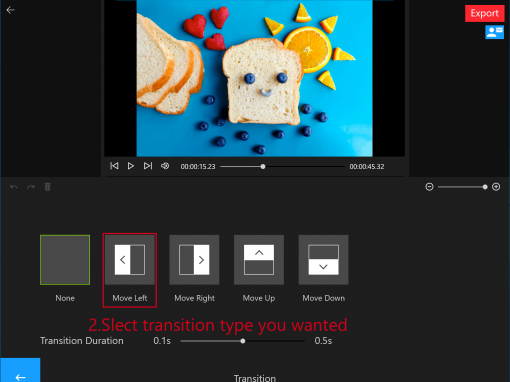 Export
00:00:15.23
00:00:45.32
None
Move Left
Move Right
Move Up
Move Down
2.Slect transition type you wanted
Transition Duration
0.1s
0.5s
Transition